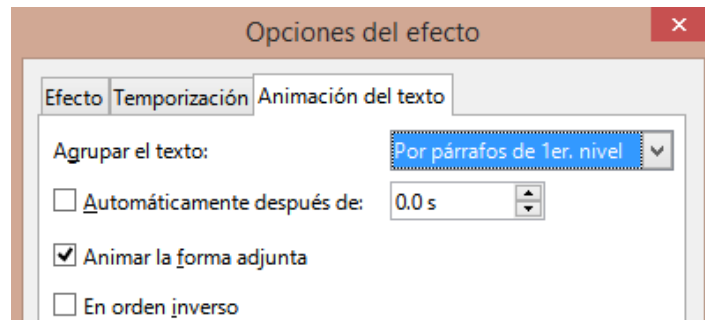 Opciones del efecto
Efecto Temporización Animación del texto
Agrupar el texto: Por párrafos de 1er. nivel
Automáticamente después de: 0.0 s
Animar la forma adjunta
En orden inverso